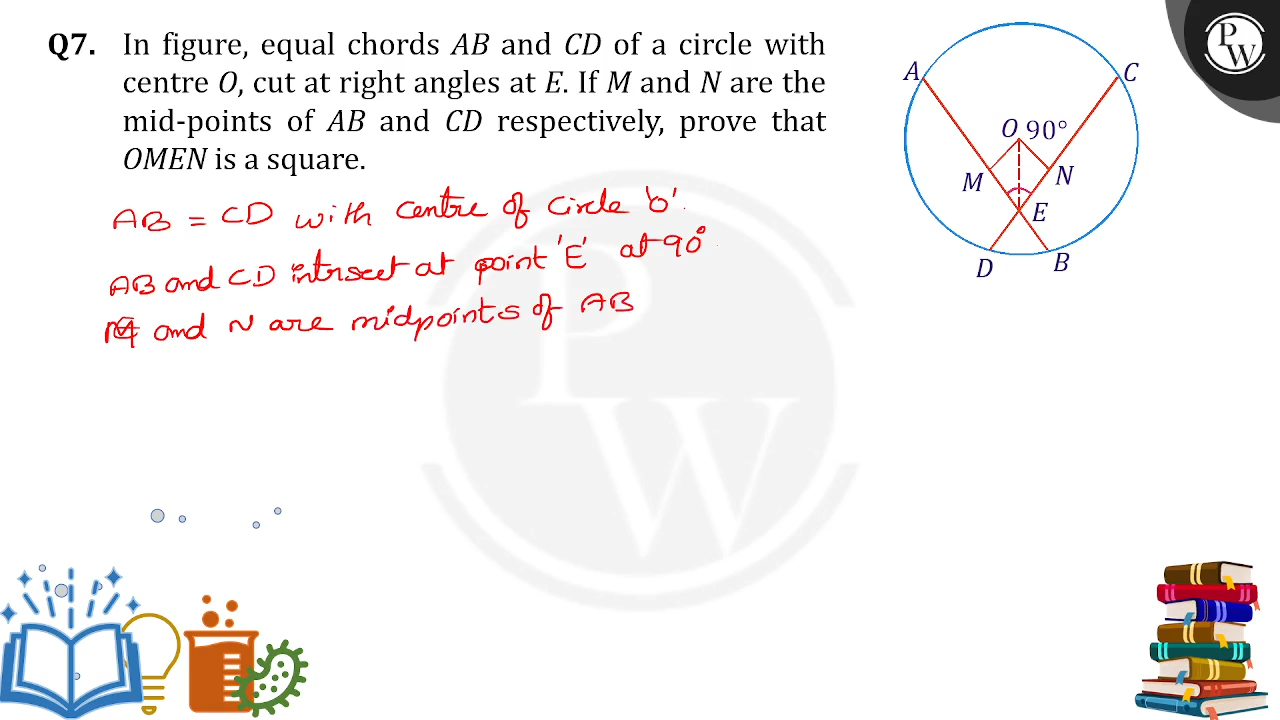 Q7. In figure, equal chords AB and CD of a circle with
centre O, cut at right angles at E. If M and N are the
mid-points of AB and CD respectively, prove that
OMEN is a square.
AB = CD with centre of circle 'O'.
AB and CD intersect at point 'E' at 90°
M and N are midpoints of AB
A
C
O 90°
M
N
E
D
B
P
W
P
W